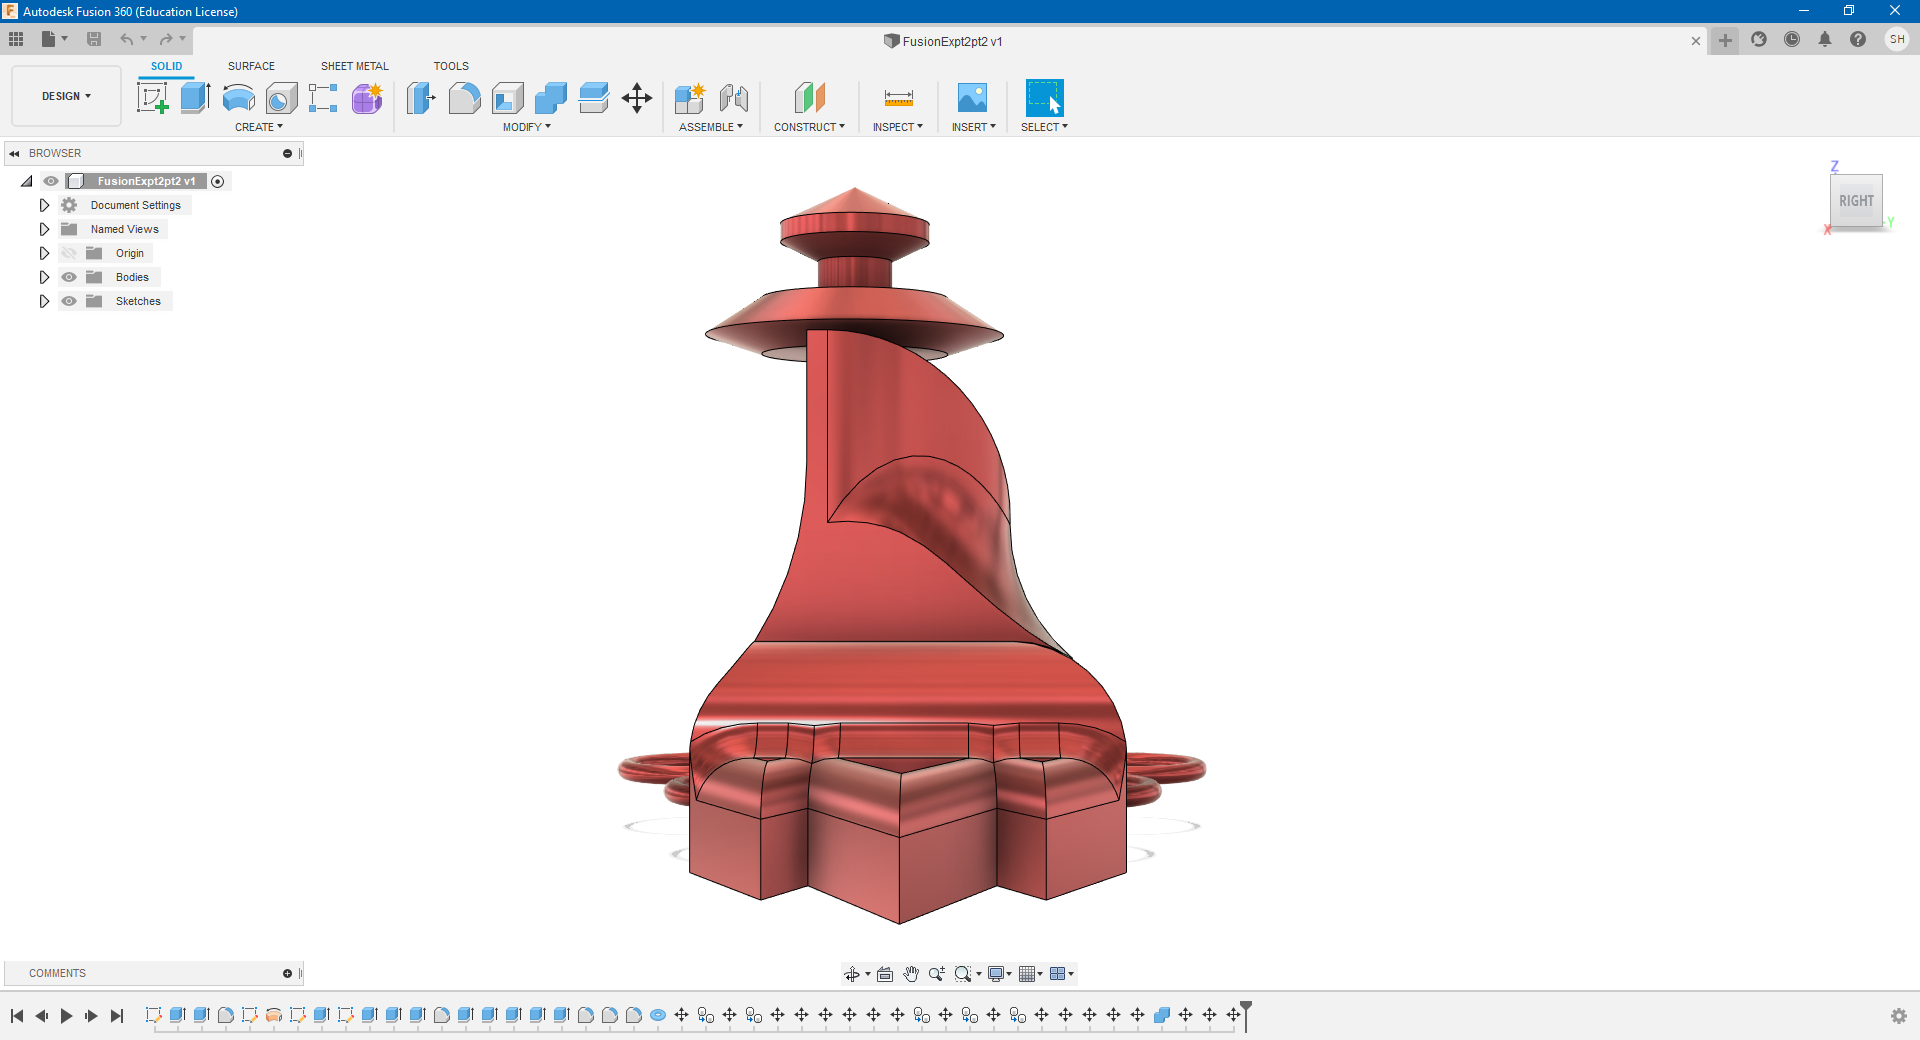 Autodesk Fusion 360 (Education License)
FusionExpt2pt2 v1
SH
DESIGN
SOLID SURFACE SHEET METAL TOOLS
CREATE MODIFY ASSEMBLE CONSTRUCT INSPECT INSERT SELECT
BROWSER
FusionExpt2pt2 v1
Document Settings
Named Views
Origin
Bodies
Sketches
Z
RIGHT
X
Y
COMMENTS